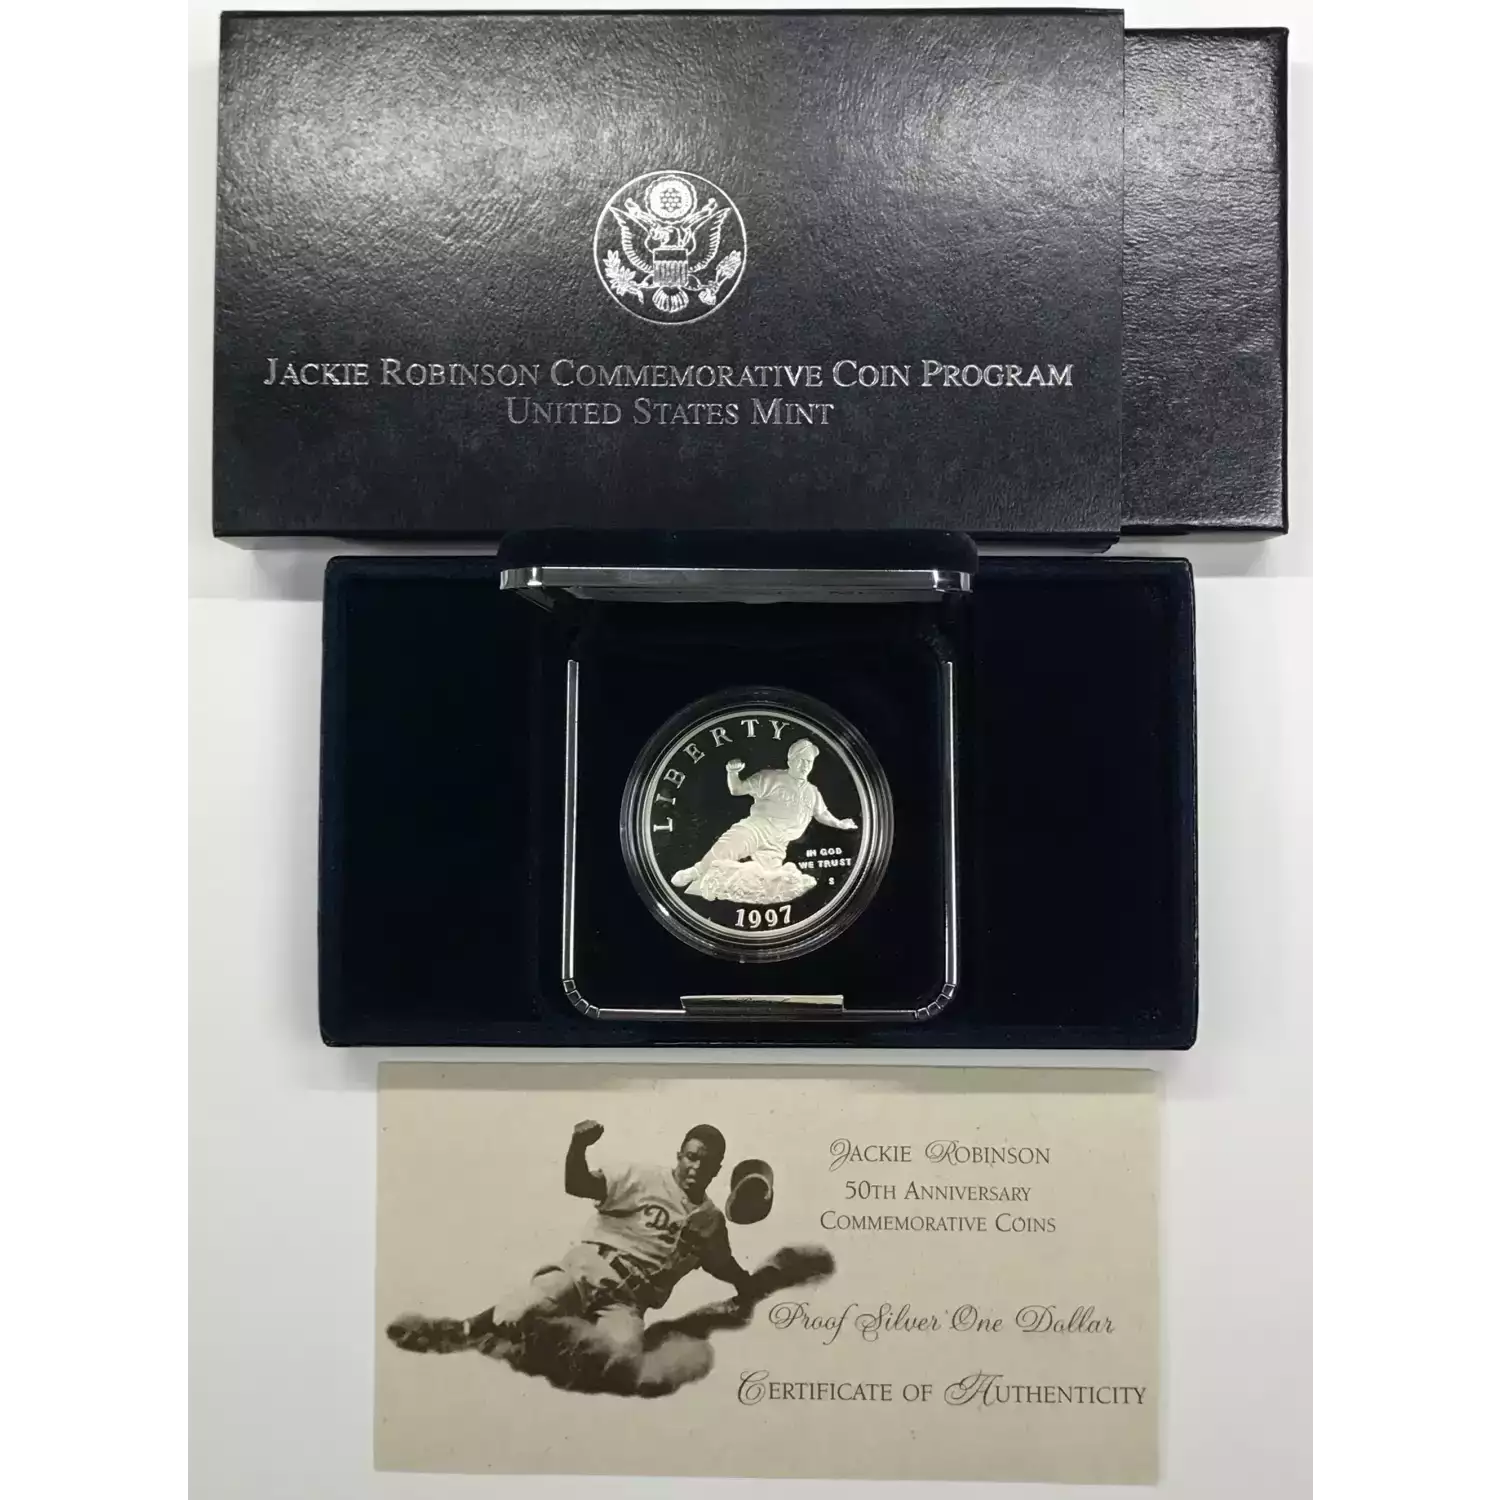 JACKIE ROBINSON COMMEMORATIVE COIN PROGRAM
UNITED STATES MINT
LIBERTY
IN GOD
WE TRUST
S
1997
JACKIE ROBINSON
50TH ANNIVERSARY
COMMEMORATIVE COINS
Proof Silver One Dollar
CERTIFICATE OF AUTHENTICITY